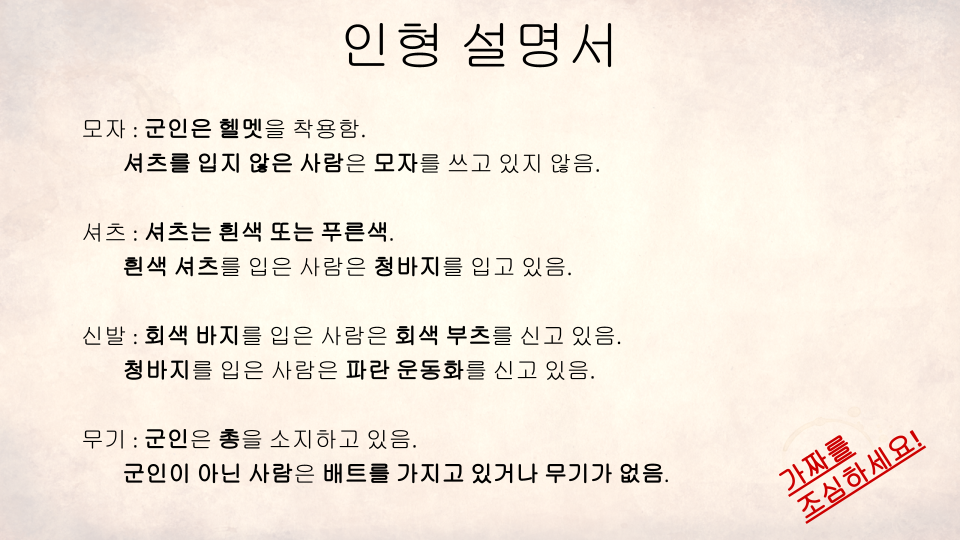 인형 설명서
모자 : 군인은 헬멧을 착용함.
셔츠를 입지 않은 사람은 모자를 쓰고 있지 않음.
셔츠 : 셔츠는 흰색 또는 푸른색.
흰색 셔츠를 입은 사람은 청바지를 입고 있음.
신발 : 회색 바지를 입은 사람은 회색 부츠를 신고 있음.
청바지를 입은 사람은 파란 운동화를 신고 있음.
무기 : 군인은 총을 소지하고 있음.
군인이 아닌 사람은 배트를 가지고 있거나 무기가 없음.
가짜를
조심하세요!